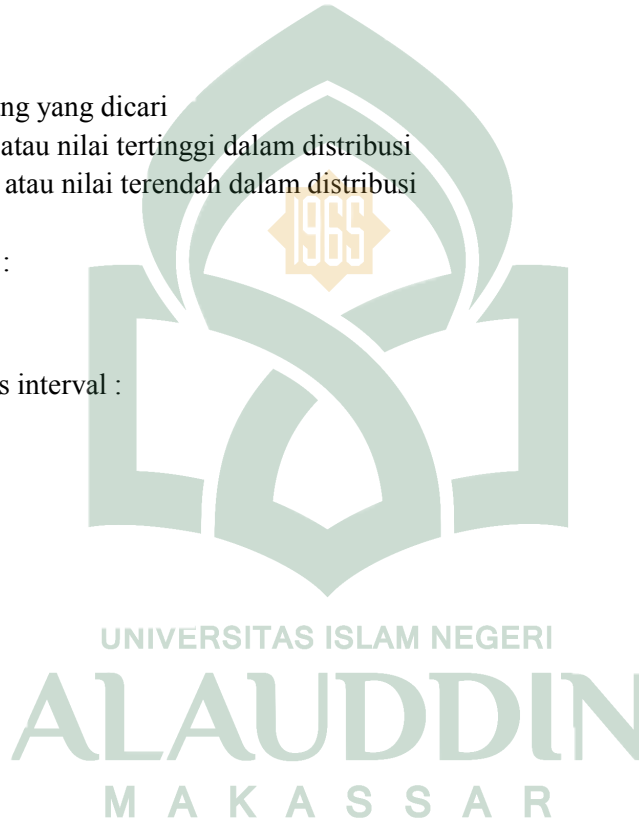 ng yang dicari
atau nilai tertinggi dalam distribusi
atau nilai terendah dalam distribusi
1965
:
s interval :
UNIVERSITAS ISLAM NEGERI
ALAUDDIN
MAKASSAR